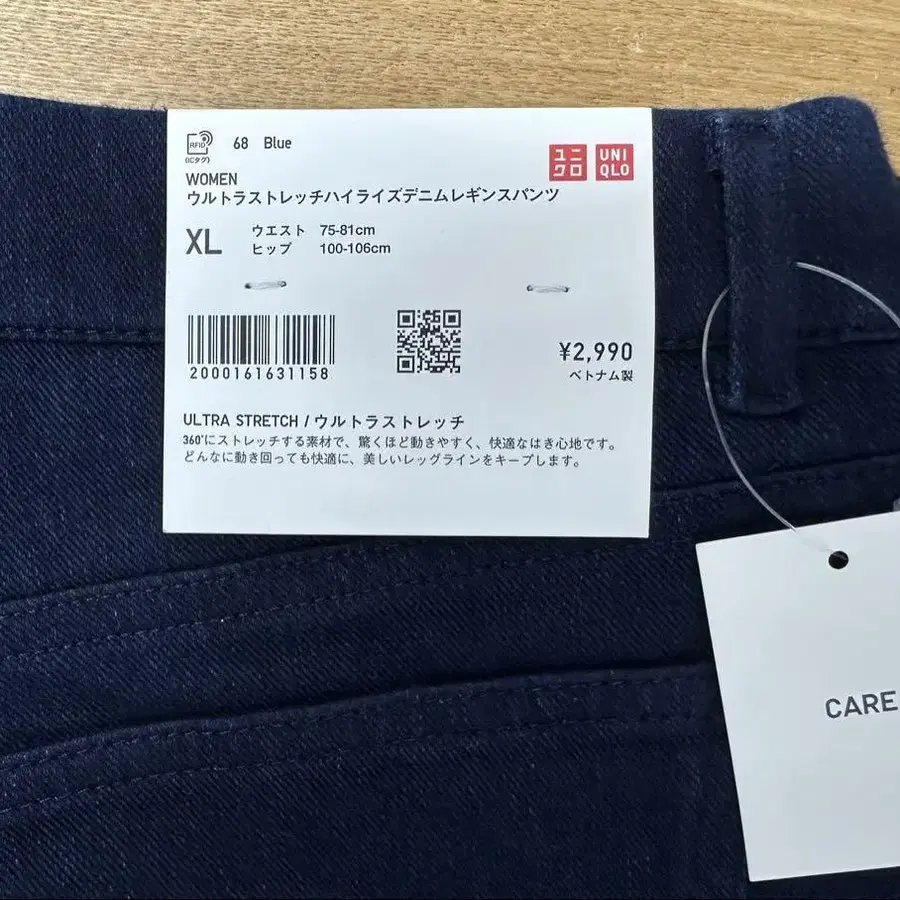 RFID
(ICタグ)
68 Blue
ユニクロ
UNIQLO
WOMEN
ウルトラストレッチハイライズデニムレギンスパンツ
XL
ウエスト 75-81cm
ヒップ 100-106cm
¥2,990
2000161631158
ベトナム製
ULTRA STRETCH / ウルトラストレッチ
360°にストレッチする素材で、驚くほど動きやすく、快適なはき心地です。
どんなに動き回っても快適に、美しいレッグラインをキープします。
CARE